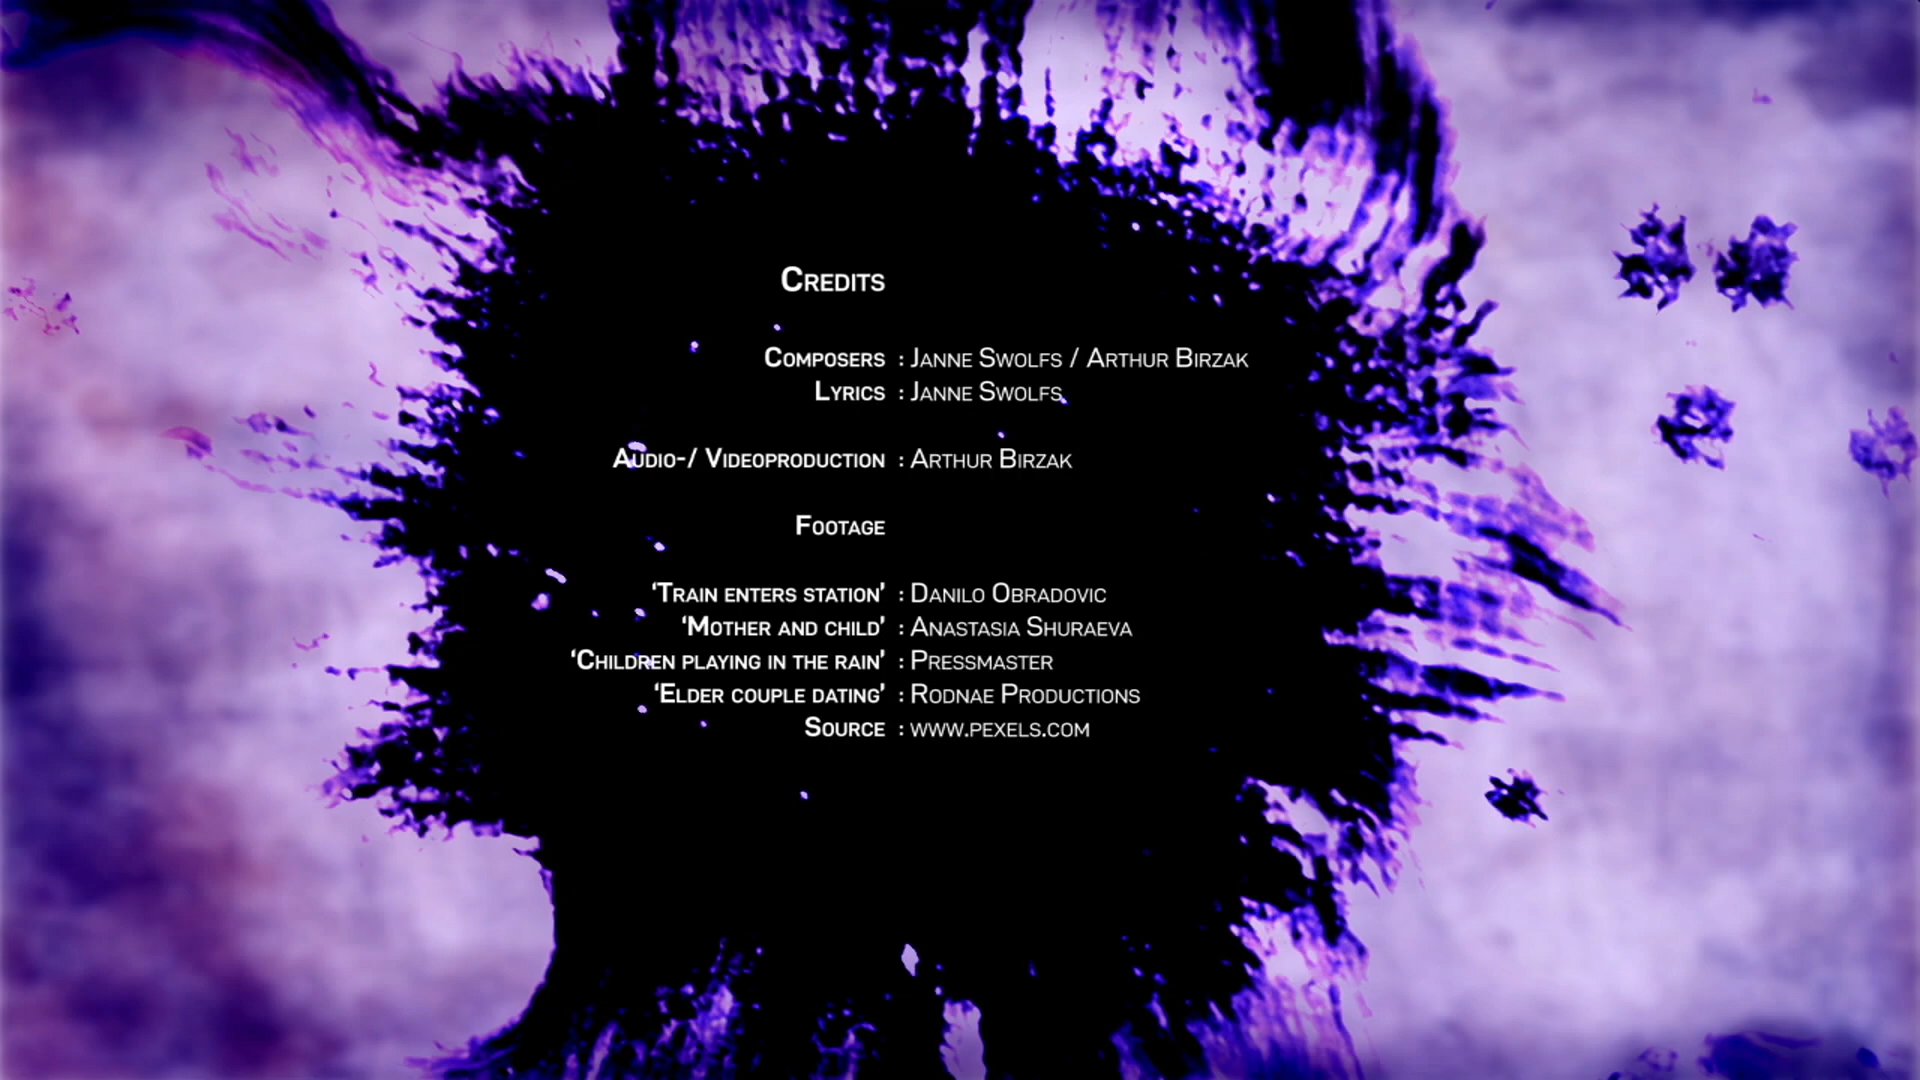 Credits
Composers : Janne Swolfs / Arthur Birzak
Lyrics : Janne Swolfs
Audio-/ Videoproduction : Arthur Birzak
Footage
‘Train enters station’ : Danilo Obradovic
‘Mother and child’ : Anastasia Shuraeva
‘Children playing in the rain’ : Pressmaster
‘Elder couple dating’ : Rodnae Productions
Source : www.pexels.com